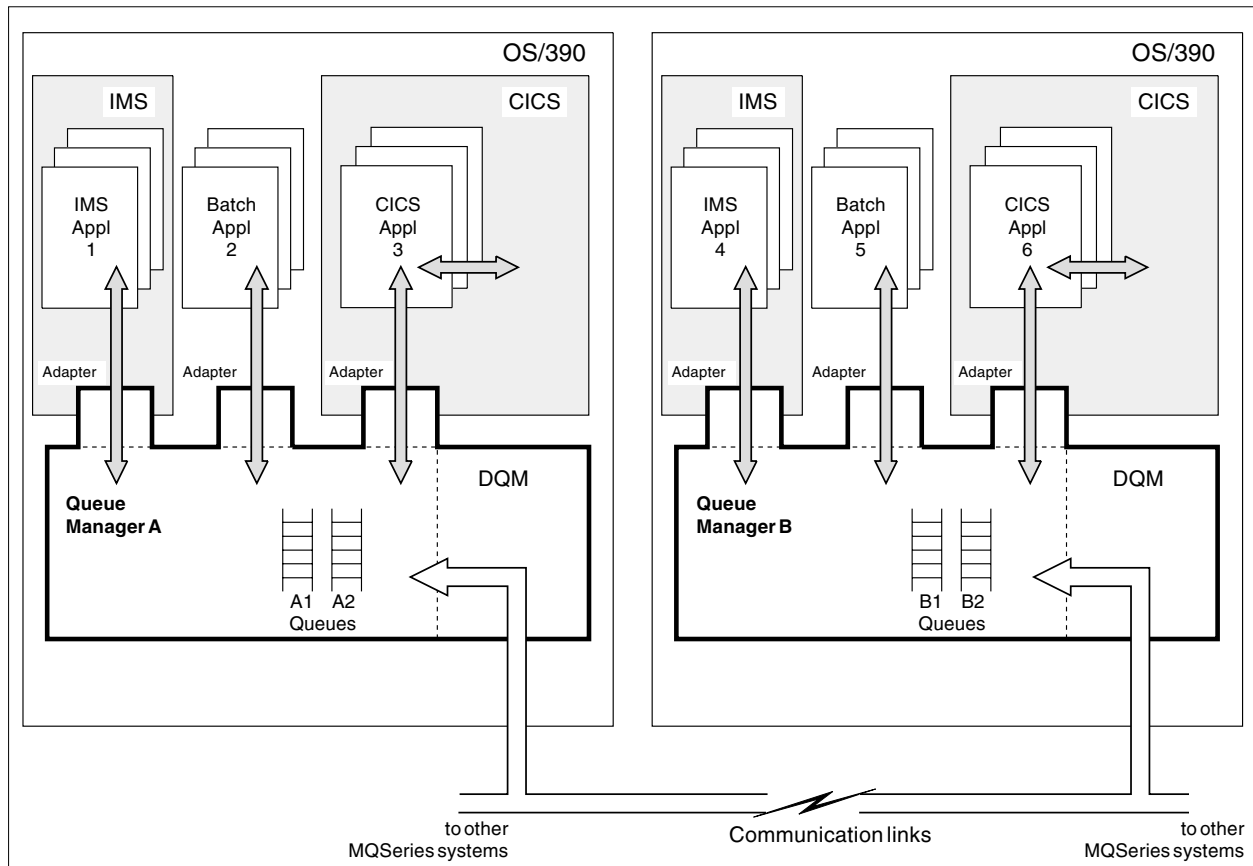 OS/390
IMS
CICS
IMS
Appl
1
Batch
Appl
2
CICS
Appl
3
Adapter
Adapter
Adapter
Queue
Manager A
DQM
A1
A2
Queues
OS/390
IMS
CICS
IMS
Appl
4
Batch
Appl
5
CICS
Appl
6
Adapter
Adapter
Adapter
Queue
Manager B
DQM
B1
B2
Queues
to other
MQSeries systems
Communication links
to other
MQSeries systems